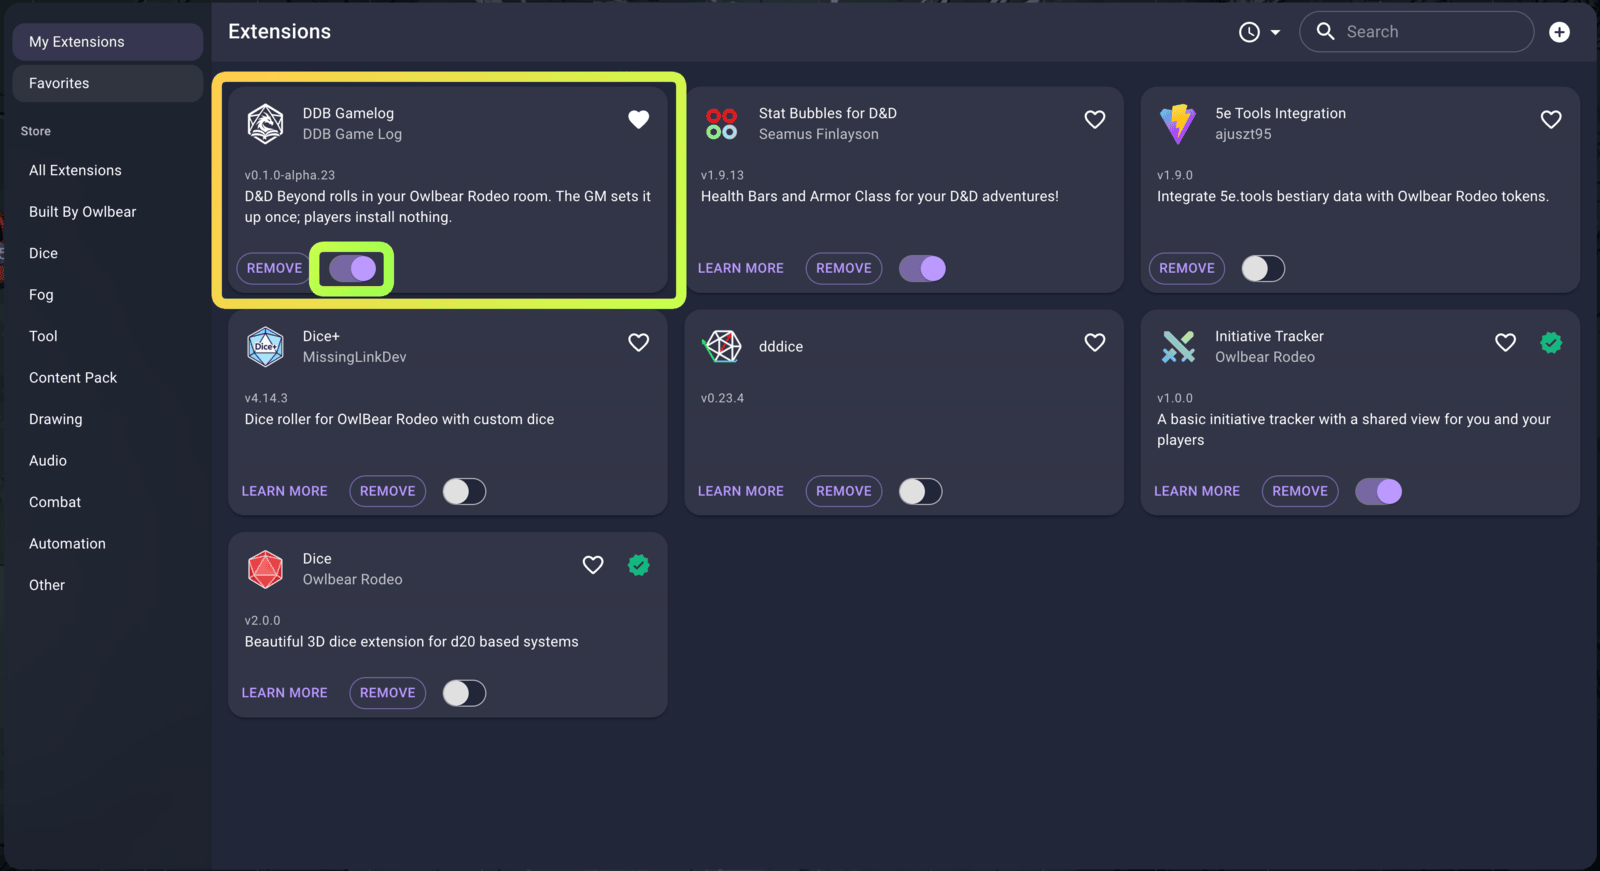 My Extensions
Favorites
Store
All Extensions
Built By Owlbear
Dice
Fog
Tool
Content Pack
Drawing
Audio
Combat
Automation
Other
Extensions
Search
DDB Gamelog
DDB Game Log
v0.1.0-alpha.23
D&D Beyond rolls in your Owlbear Rodeo room. The GM sets it
up once; players install nothing.
REMOVE
Stat Bubbles for D&D
Seamus Finlayson
v1.9.13
Health Bars and Armor Class for your D&D adventures!
LEARN MORE
REMOVE
5e Tools Integration
ajuszt95
v1.9.0
Integrate 5e.tools bestiary data with Owlbear Rodeo tokens.
REMOVE
Dice+
Dice+
MissingLinkDev
v4.14.3
Dice roller for OwlBear Rodeo with custom dice
LEARN MORE
REMOVE
dddice
v0.23.4
LEARN MORE
REMOVE
Initiative Tracker
Owlbear Rodeo
v1.0.0
A basic initiative tracker with a shared view for you and your
players
LEARN MORE
REMOVE
Dice
Owlbear Rodeo
v2.0.0
Beautiful 3D dice extension for d20 based systems
LEARN MORE
REMOVE